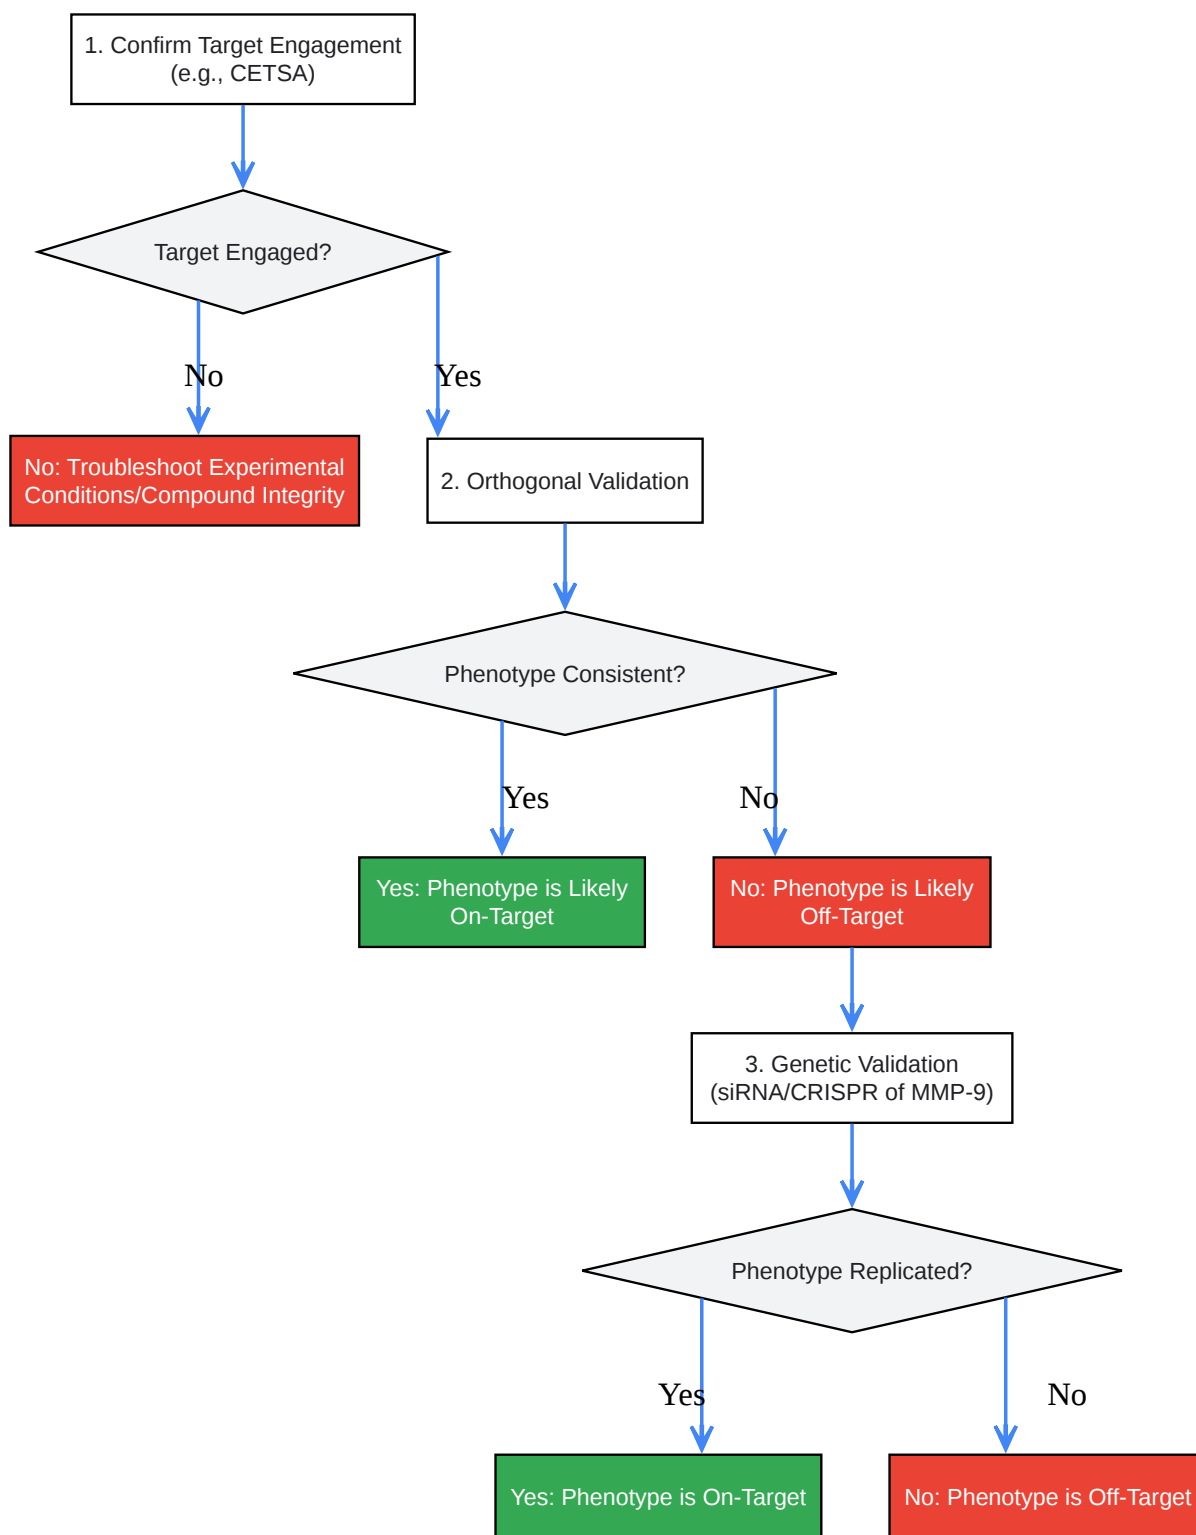 1. Confirm Target Engagement
(e.g., CETSA)
Target Engaged?
No
Yes
No: Troubleshoot Experimental
Conditions/Compound Integrity
2. Orthogonal Validation
Phenotype Consistent?
Yes
No
Yes: Phenotype is Likely
On-Target
No: Phenotype is Likely
Off-Target
3. Genetic Validation
(siRNA/CRISPR of MMP-9)
Phenotype Replicated?
Yes
No
Yes: Phenotype is On-Target
No: Phenotype is Off-Target